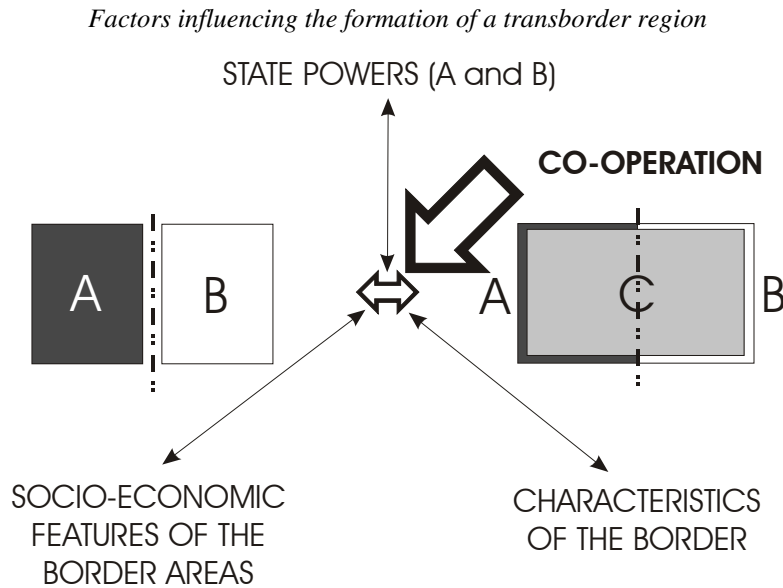 Factors influencing the formation of a transborder region
STATE POWERS (A and B)
CO-OPERATION
A
B
A
C
B
SOCIO-ECONOMIC
FEATURES OF THE
BORDER AREAS
CHARACTERISTICS
OF THE BORDER